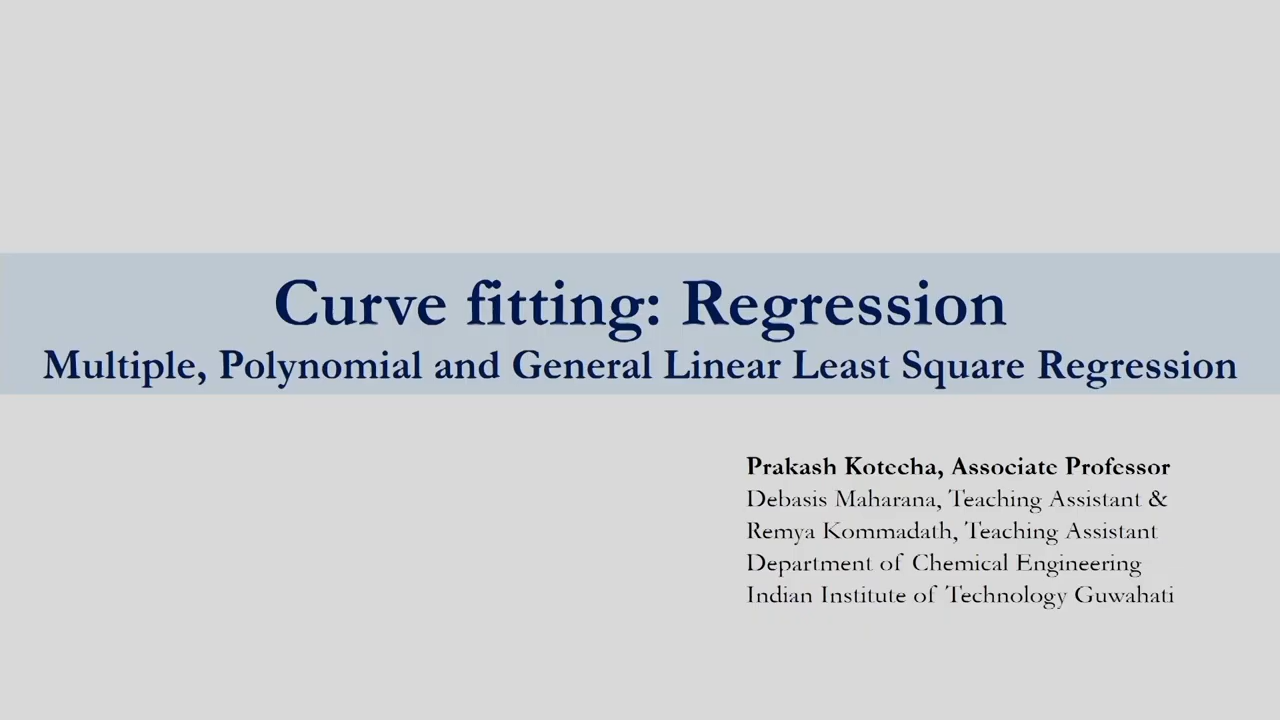 Curve fitting: Regression
Multiple, Polynomial and General Linear Least Square Regression
Prakash Kotecha, Associate Professor
Debasis Maharana, Teaching Assistant &
Remya Kommadath, Teaching Assistant
Department of Chemical Engineering
Indian Institute of Technology Guwahati